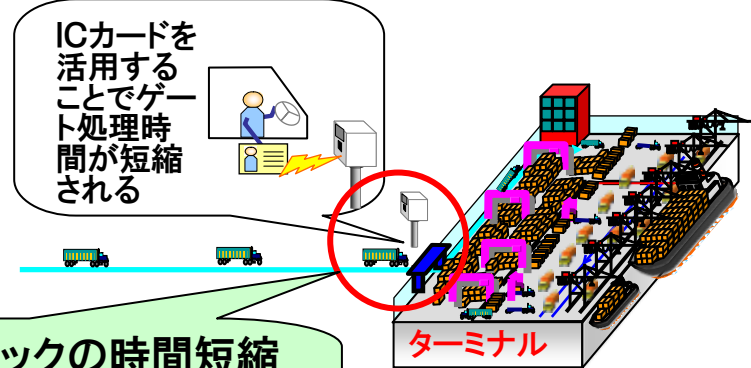 ICカードを
活用する
ことでゲー
ト処理時
間が短縮
される
ックの時間短縮
ターミナル